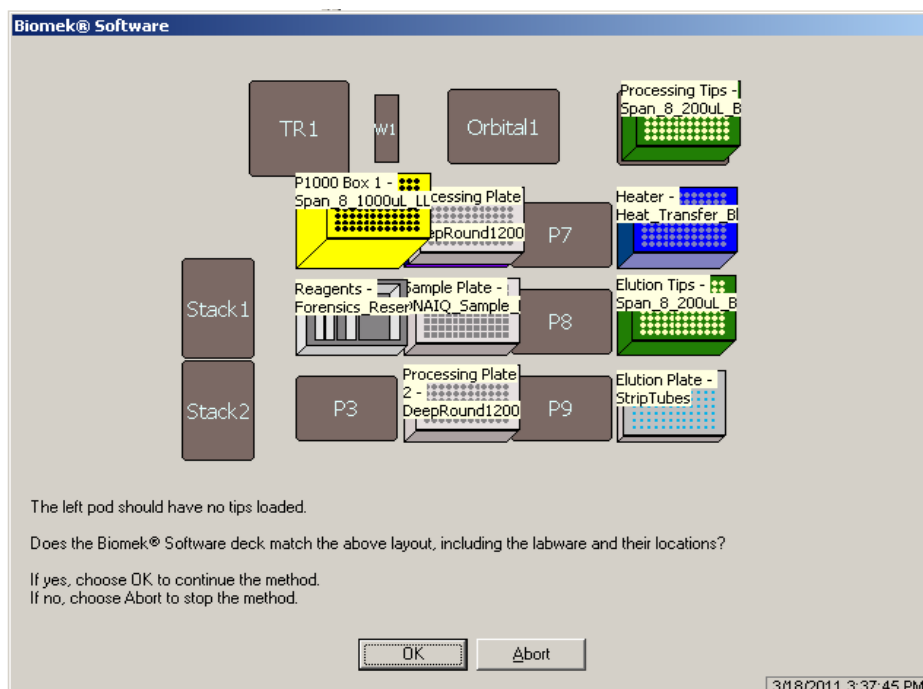 Biomek® Software
TR1
W1
Orbital1
Processing Tips -
Span_8_200uL_B
P1000 Box 1 -
Span_8_1000uL_LL
cessing Plate
epRound1200
P7
Heater -
Heat_Transfer_Bl
Stack1
Reagents -
Forensics_Reser
Sample Plate -
DNAIQ_Sample_
P8
Elution Tips -
Span_8_200uL_B
Stack2
P3
Processing Plate
2 -
DeepRound1200
P9
Elution Plate -
StripTubes
The left pod should have no tips loaded.
Does the Biomek® Software deck match the above layout, including the labware and their locations?
If yes, choose OK to continue the method.
If no, choose Abort to stop the method.
OK
Abort
3/18/2011 3:37:45 PM